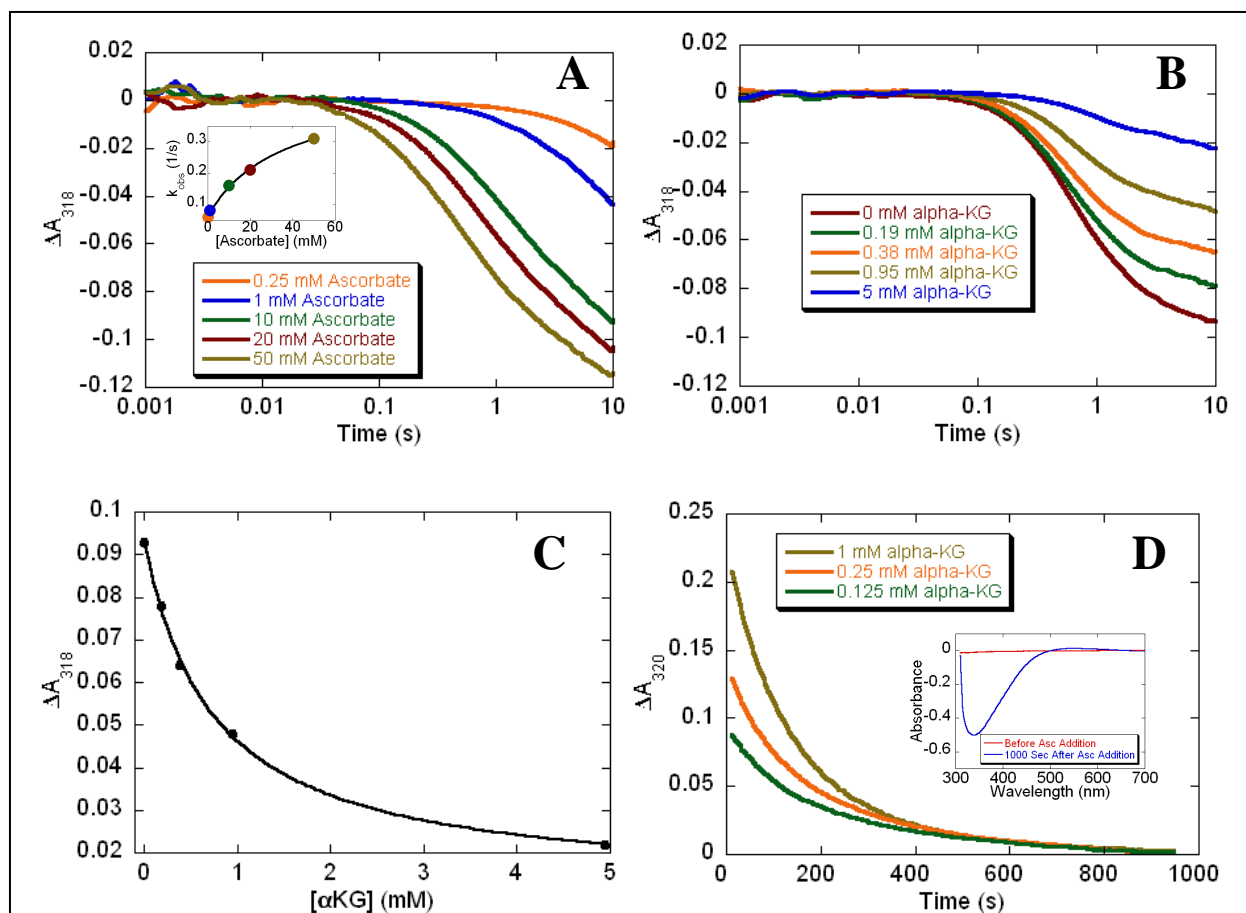 A
0.02
0
-0.02
-0.04
-0.06
-0.08
-0.1
-0.12
ΔA318
0.001
0.01
0.1
1
10
Time (s)
kobs (1/s)
0.3
0.2
0.1
0
20
40
60
[Ascorbate] (mM)
0.25 mM Ascorbate
1 mM Ascorbate
10 mM Ascorbate
20 mM Ascorbate
50 mM Ascorbate
B
0.02
0
-0.02
-0.04
-0.06
-0.08
-0.1
-0.12
ΔA318
0.001
0.01
0.1
1
10
Time (s)
0 mM alpha-KG
0.19 mM alpha-KG
0.38 mM alpha-KG
0.95 mM alpha-KG
5 mM alpha-KG
C
0.1
0.09
0.08
0.07
0.06
0.05
0.04
0.03
0.02
ΔA318
0
1
2
3
4
5
[αKG] (mM)
D
0.25
0.2
0.15
0.1
0.05
0
ΔA320
0
200
400
600
800
1000
Time (s)
1 mM alpha-KG
0.25 mM alpha-KG
0.125 mM alpha-KG
Absorbance
0
-0.2
-0.4
-0.6
Before Asc Addition
1000 Sec After Asc Addition
300
400
500
600
700
Wavelength (nm)